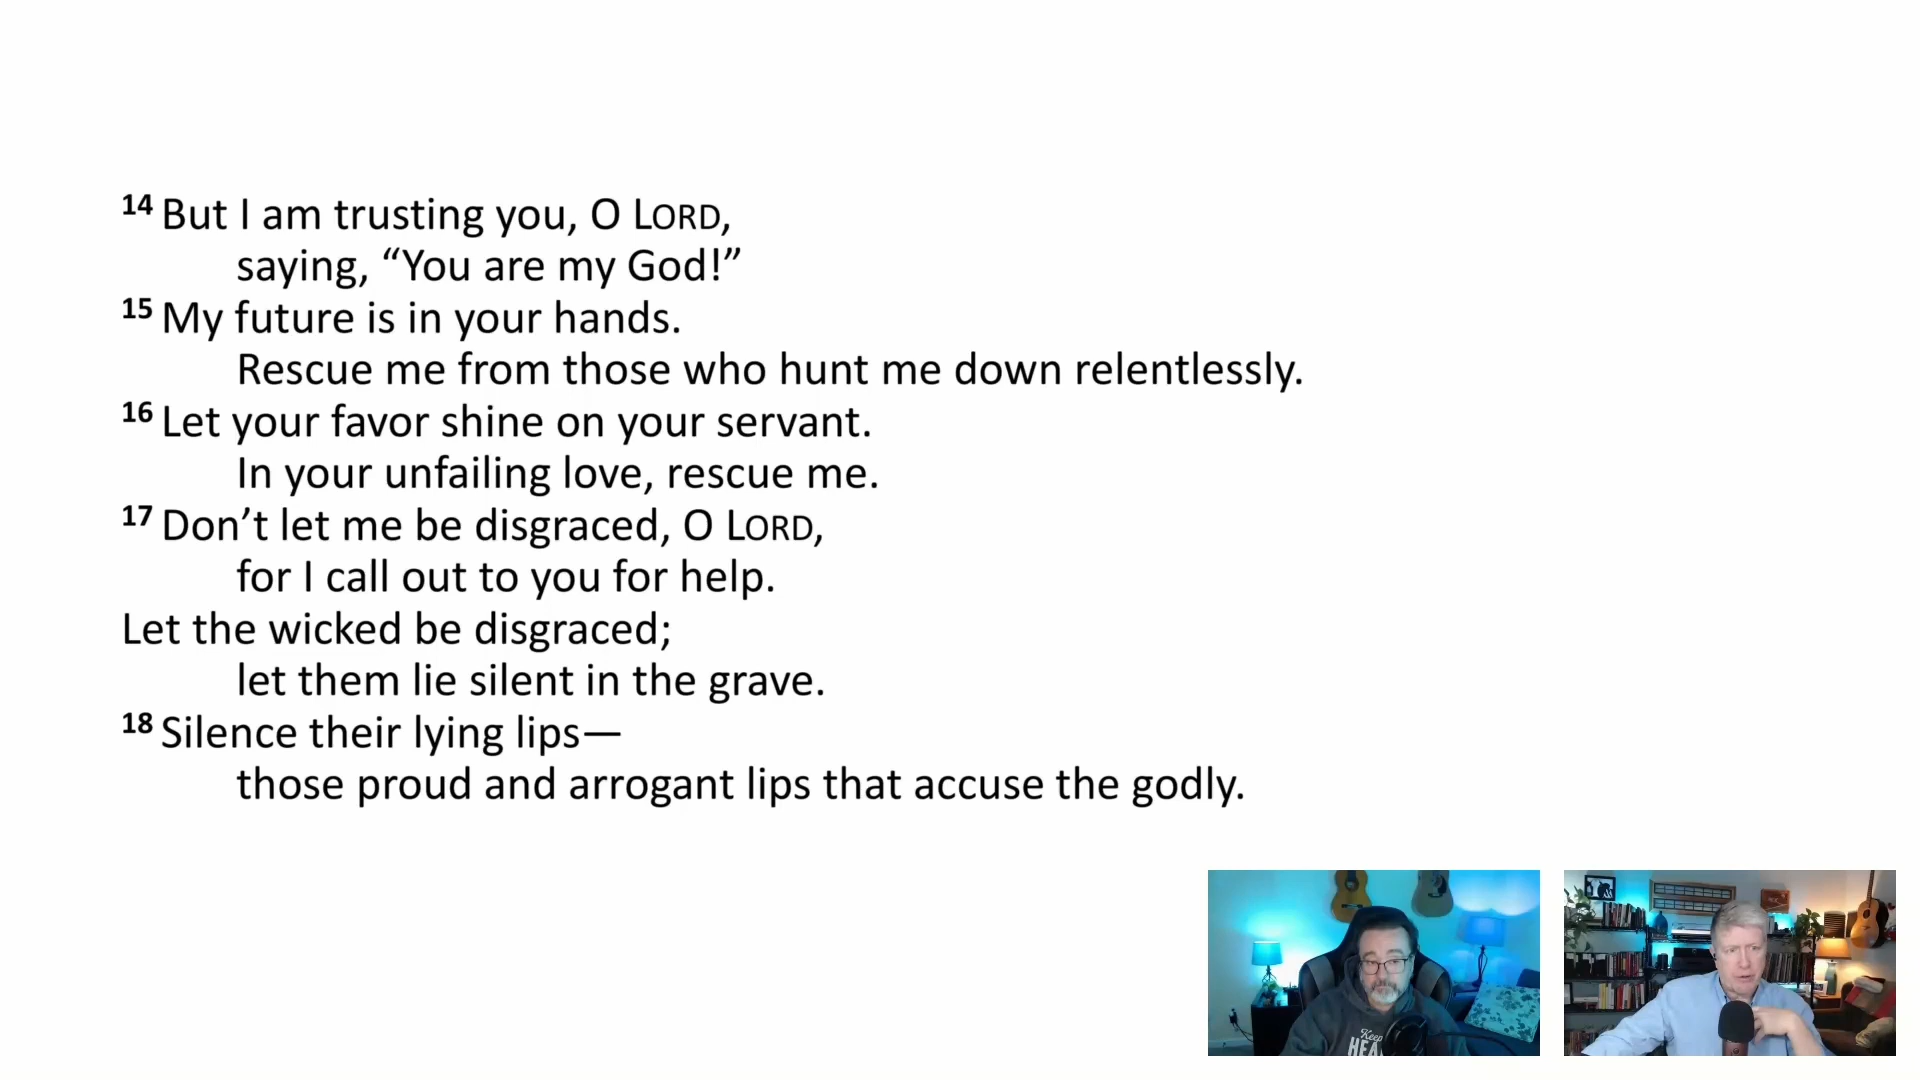 14 But I am trusting you, O LORD,
saying, “You are my God!”
15 My future is in your hands.
Rescue me from those who hunt me down relentlessly.
16 Let your favor shine on your servant.
In your unfailing love, rescue me.
17 Don’t let me be disgraced, O LORD,
for I call out to you for help.
Let the wicked be disgraced;
let them lie silent in the grave.
18 Silence their lying lips—
those proud and arrogant lips that accuse the godly.
Keep